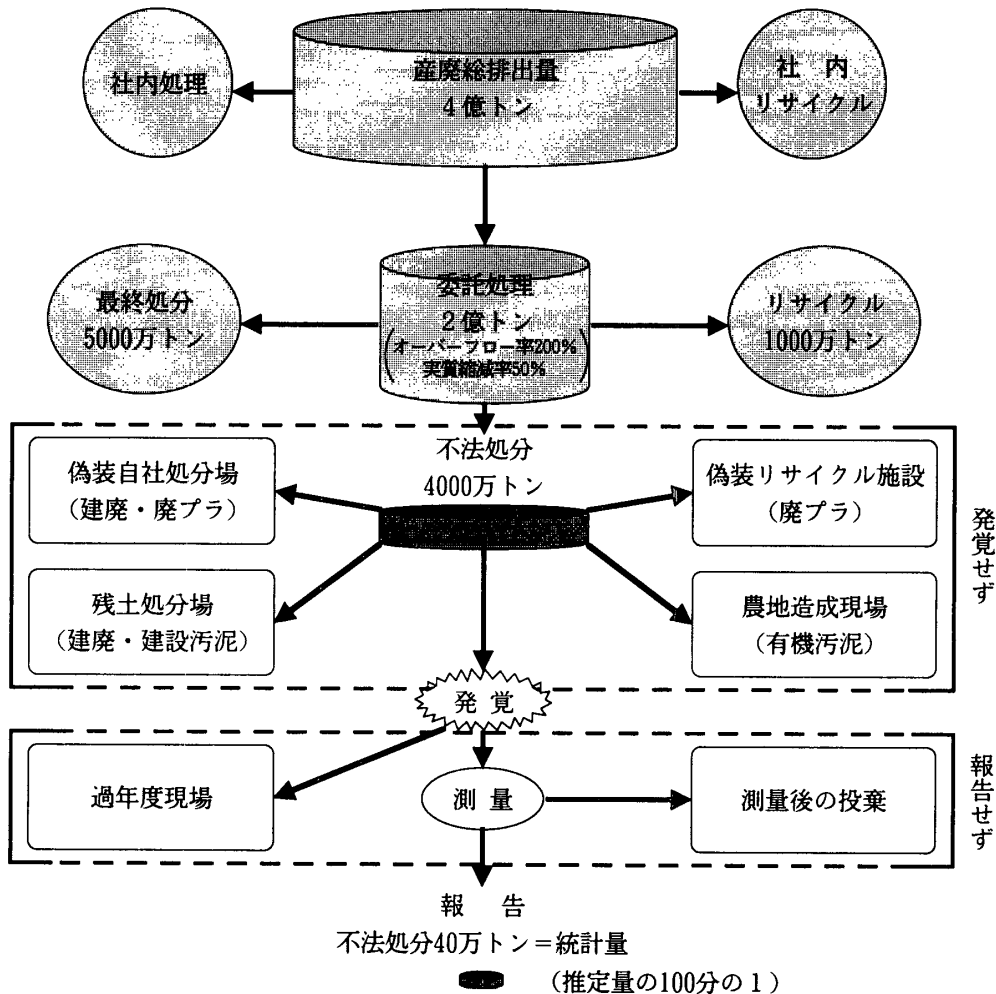 産廃総排出量
4億トン
社内処理
社　内
リサイクル
委託処理
2億トン
(オーバーフロー率200%
実質縮減率50%)
最終処分
5000万トン
リサイクル
1000万トン
不法処分
4000万トン
偽装自社処分場
(建廃・廃プラ)
偽装リサイクル施設
(廃プラ)
残土処分場
(建廃・建設汚泥)
農地造成現場
(有機汚泥)
発覚せず
発　覚
過年度現場
測　量
測量後の投棄
報告せず
報　告
不法処分40万トン＝統計量
(推定量の100分の1)